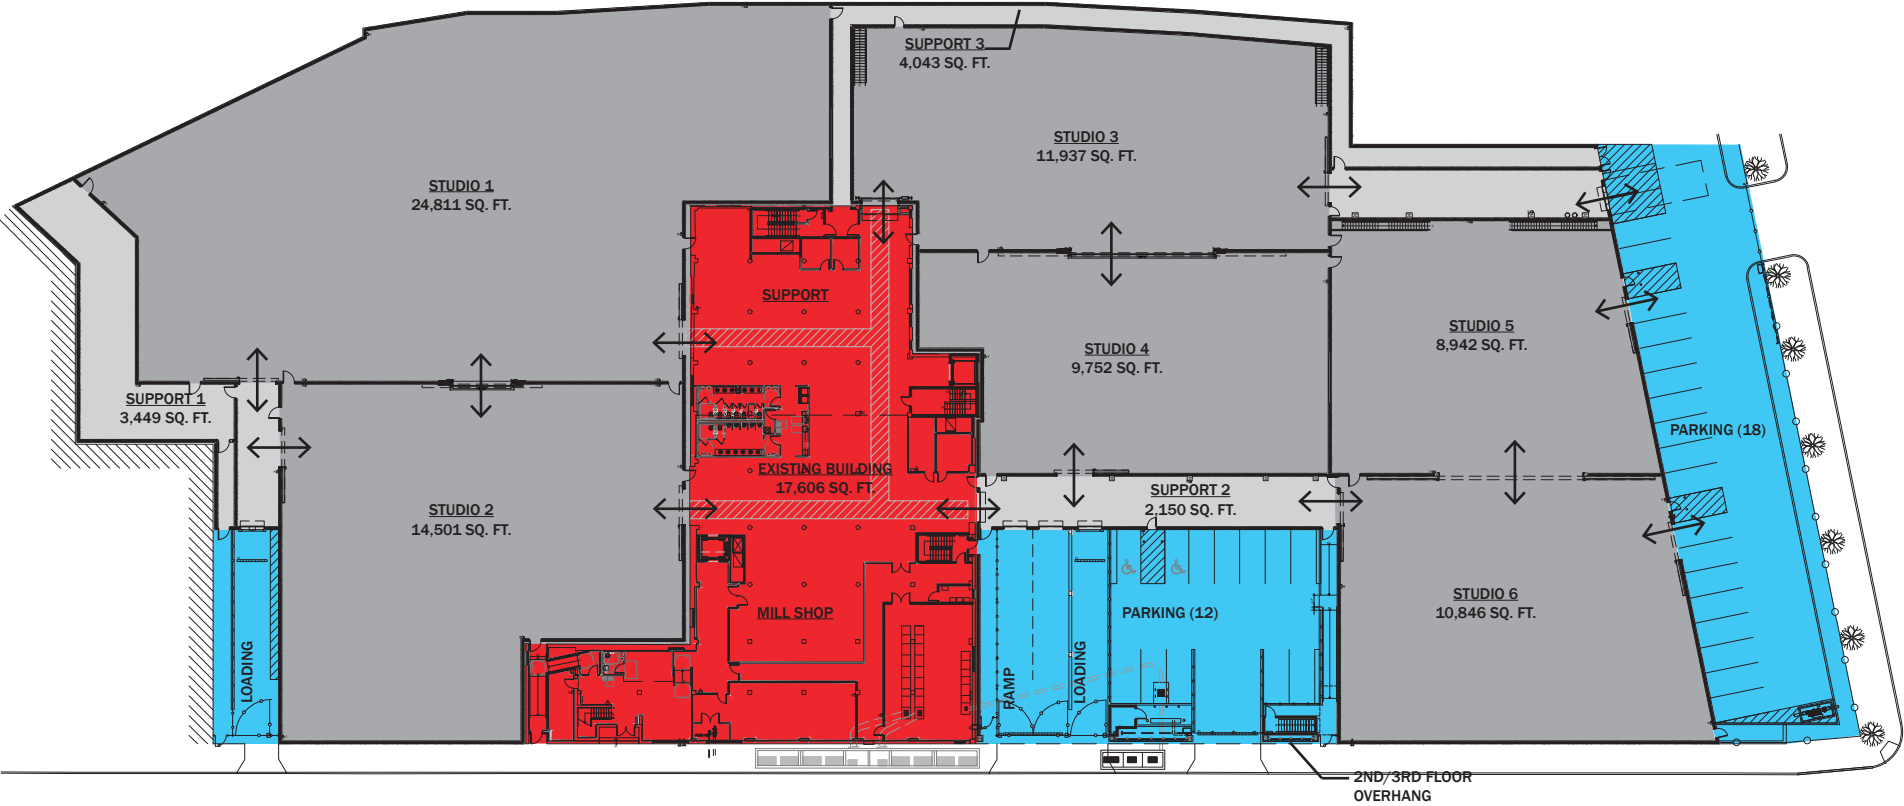 SUPPORT 3
4,043 SQ. FT.
STUDIO 3
11,937 SQ. FT.
STUDIO 1
24,811 SQ. FT.
SUPPORT
STUDIO 5
8,942 SQ. FT.
STUDIO 4
9,752 SQ. FT.
SUPPORT 1
3,449 SQ. FT.
PARKING (18)
EXISTING BUILDING
17,606 SQ. FT.
SUPPORT 2
2,150 SQ. FT.
STUDIO 2
14,501 SQ. FT.
STUDIO 6
10,846 SQ. FT.
MILL SHOP
PARKING (12)
LOADING
RAMP
LOADING
2ND/3RD FLOOR
OVERHANG